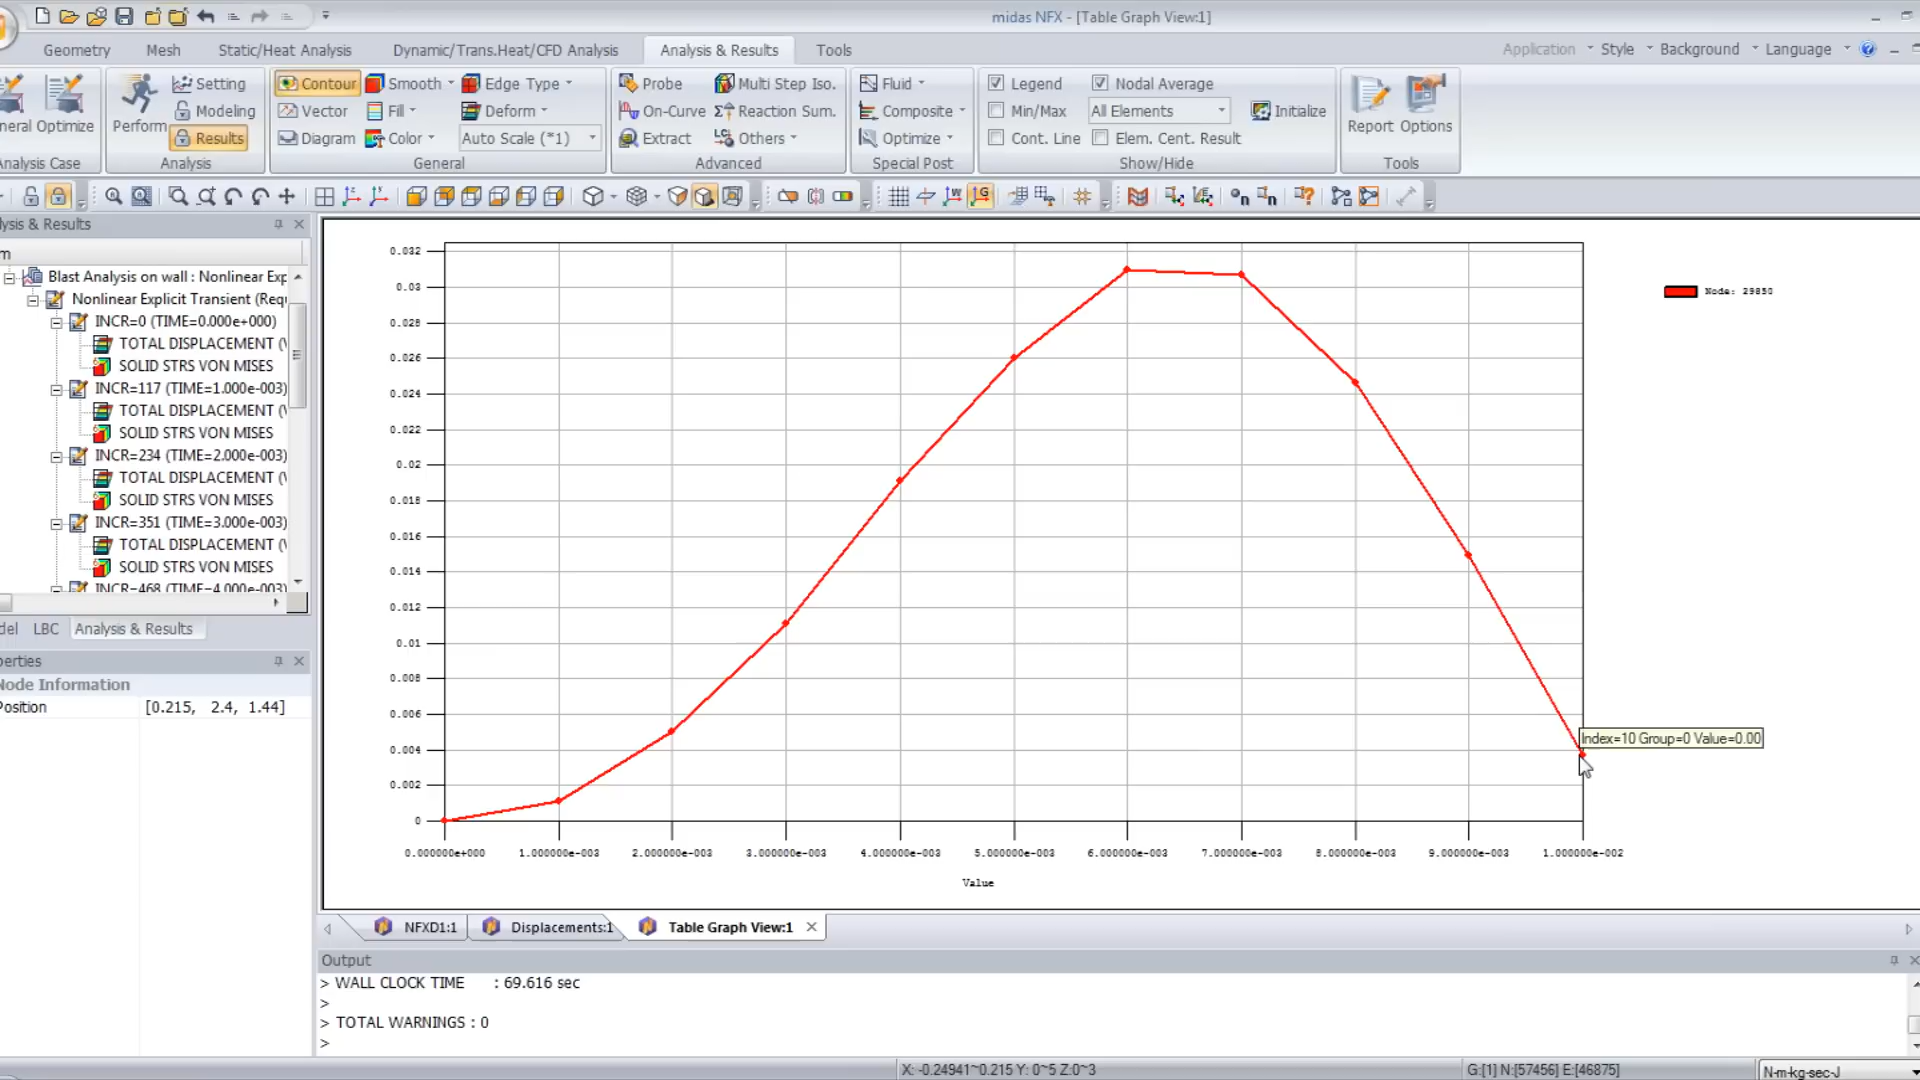 midas NFX - [Table Graph View:1]
Geometry Mesh Static/Heat Analysis Dynamic/Trans.Heat/CFD Analysis Analysis & Results Tools
Application Style Background Language
Contour Smooth Edge Type
Vector Fill Deform
Diagram Color Auto Scale (*1)
General
neral Optimize
Analysis Case
Perform
Setting
Modeling
Results
Analysis
Probe Multi Step Iso.
On-Curve Reaction Sum.
Extract Others
Advanced
Fluid
Composite
Optimize
Special Post
Legend Nodal Average
Min/Max All Elements Initialize
Cont. Line Elem. Cent. Result
Show/Hide
Report Options
Tools
lysis & Results
m
Blast Analysis on wall : Nonlinear Exp
Nonlinear Explicit Transient (Requ
INCR=0 (TIME=0.000e+000)
TOTAL DISPLACEMENT (V
SOLID STRS VON MISES
INCR=117 (TIME=1.000e-003)
TOTAL DISPLACEMENT (V
SOLID STRS VON MISES
INCR=234 (TIME=2.000e-003)
TOTAL DISPLACEMENT (V
SOLID STRS VON MISES
INCR=351 (TIME=3.000e-003)
TOTAL DISPLACEMENT (V
SOLID STRS VON MISES
INCR=468 (TIME=4.000e-003)
del LBC Analysis & Results
perties
Node Information
Position [0.215, 2.4, 1.44]
0.032
0.03
0.028
0.026
0.024
0.022
0.02
0.018
0.016
0.014
0.012
0.01
0.008
0.006
0.004
0.002
0
0.000000e+000 1.000000e-003 2.000000e-003 3.000000e-003 4.000000e-003 5.000000e-003 6.000000e-003 7.000000e-003 8.000000e-003 9.000000e-003 1.000000e-002
Value
Node: 29850
Index=10 Group=0 Value=0.00
NFXD1:1 Displacements:1 Table Graph View:1
Output
> WALL CLOCK TIME : 69.616 sec
>
> TOTAL WARNINGS : 0
>
X: -0.24941~0.215 Y: 0~5 Z:0~3
G:[1] N:[57456] E:[46875]
N-m-kg-sec-J